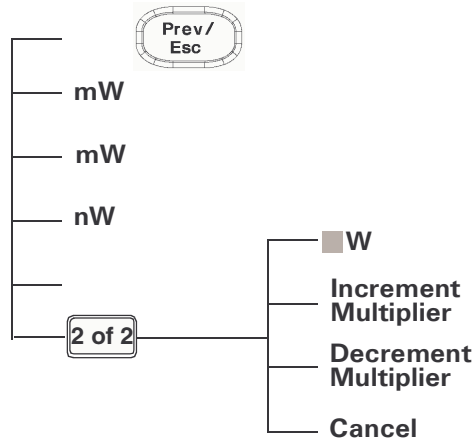 Prev/
Esc
mW
mW
nW
2 of 2
W
Increment
Multiplier
Decrement
Multiplier
Cancel